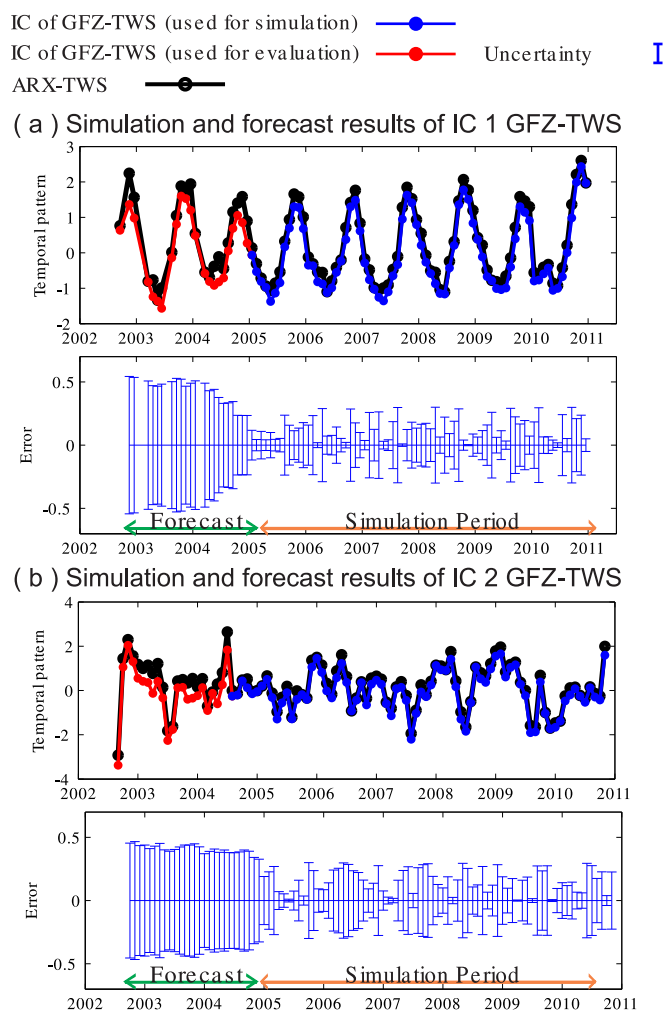 IC of GFZ-TWS (used for simulation)
IC of GFZ-TWS (used for evaluation) Uncertainty
ARX-TWS
( a ) Simulation and forecast results of IC 1 GFZ-TWS
3
2
1
0
-1
-2
Temporal pattern
2002 2003 2004 2005 2006 2007 2008 2009 2010 2011
0.5
0
-0.5
Error
Forecast Simulation Period
2002 2003 2004 2005 2006 2007 2008 2009 2010 2011
( b ) Simulation and forecast results of IC 2 GFZ-TWS
4
2
0
-2
-4
Temporal pattern
2002 2003 2004 2005 2006 2007 2008 2009 2010 2011
0.5
0
-0.5
Error
Forecast Simulation Period
2002 2003 2004 2005 2006 2007 2008 2009 2010 2011